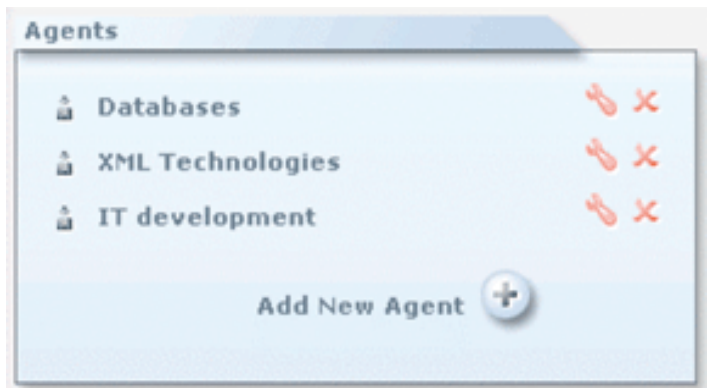 Agents
Databases
XML Technologies
IT development
Add New Agent